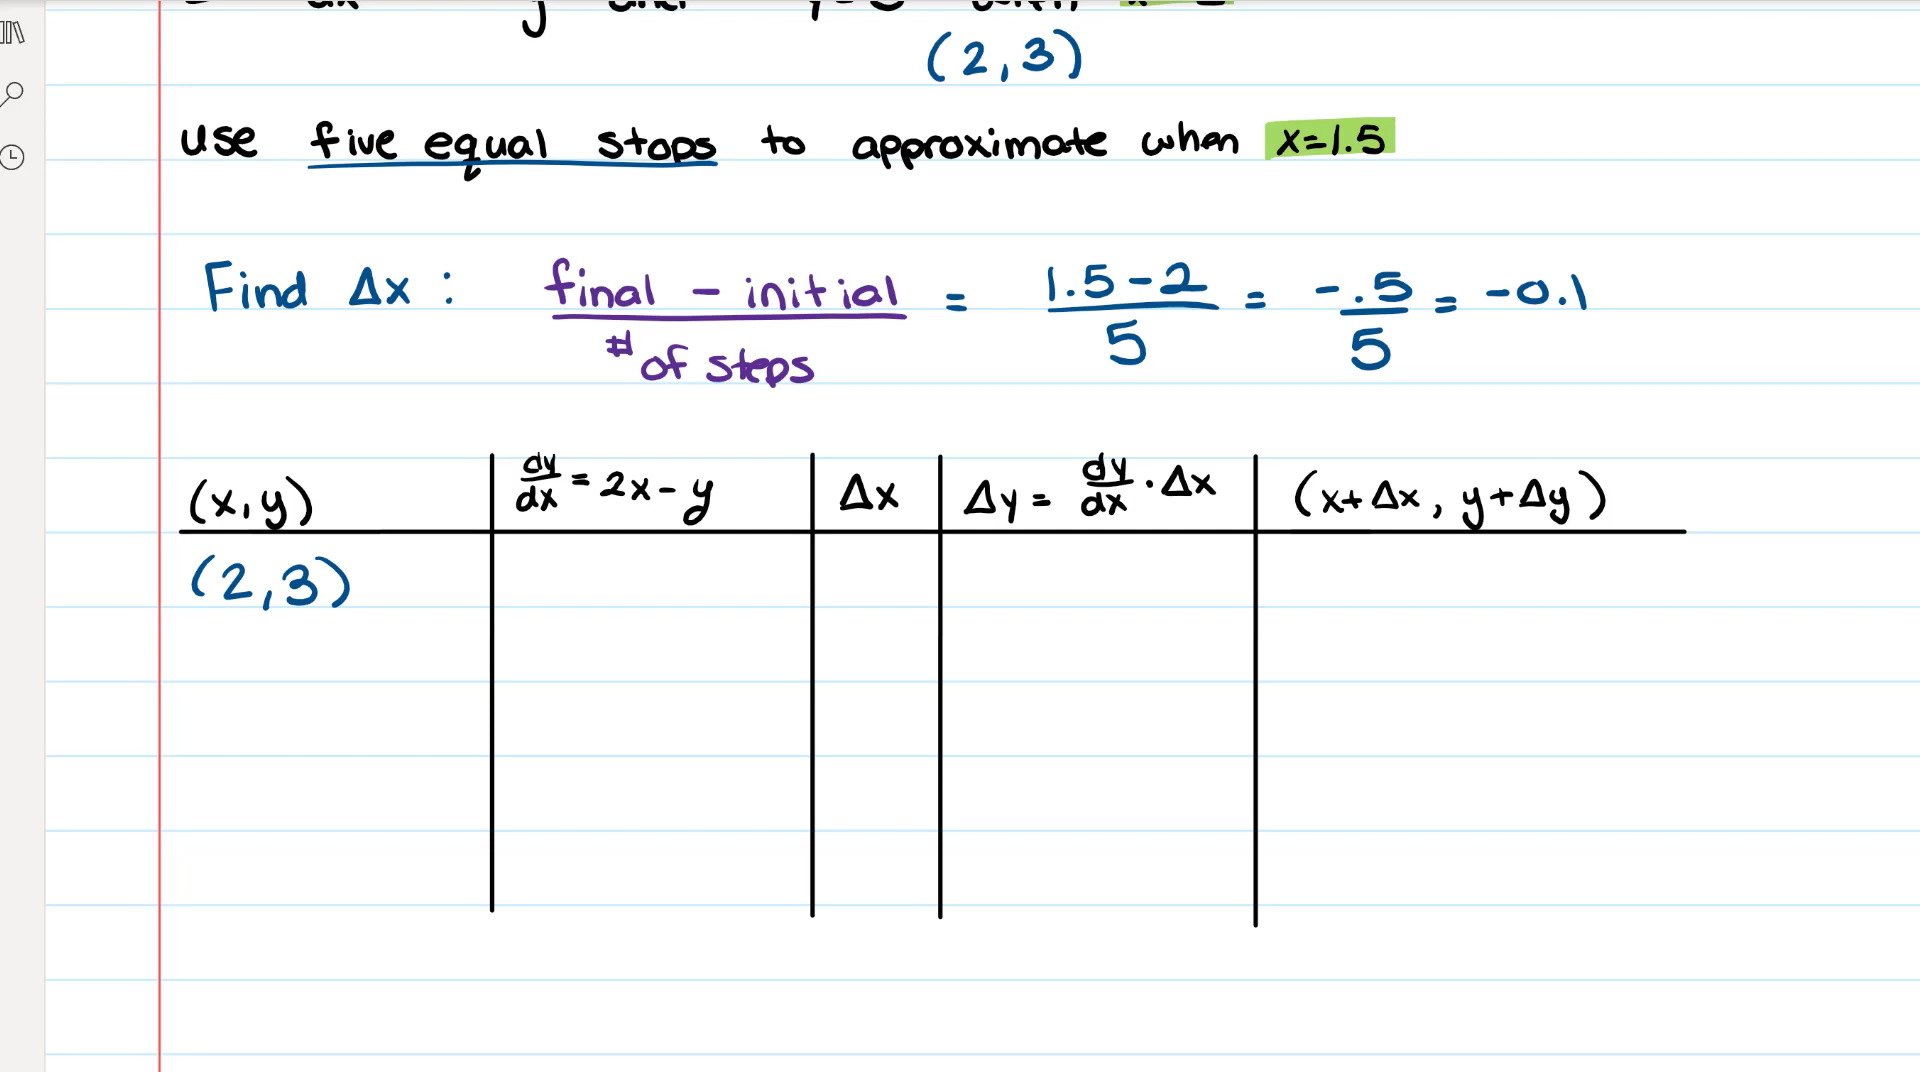 (2,3)
use five equal stops to approximate when x=1.5
Find Δx : final - initial / # of steps = 1.5-2 / 5 = -.5 / 5 = -0.1
(x,y) dy/dx = 2x-y Δx Δy = dy/dx · Δx (x+Δx, y+Δy)
(2,3)